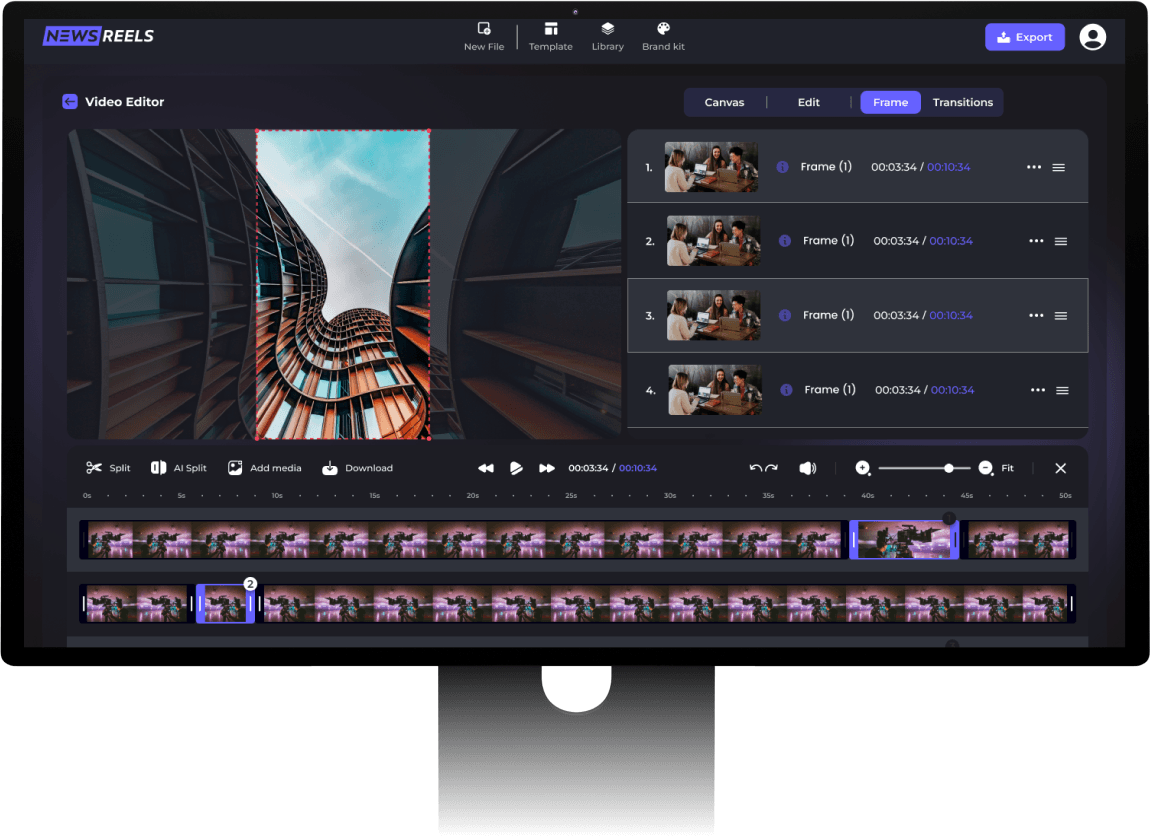 NEWSREELS
New File
Template
Library
Brand kit
Export
Video Editor
Canvas
Edit
Frame
Transitions
1. Frame (1) 00:03:34 / 00:10:34
2. Frame (1) 00:03:34 / 00:10:34
3. Frame (1) 00:03:34 / 00:10:34
4. Frame (1) 00:03:34 / 00:10:34
Split
AI Split
Add media
Download
00:03:34 / 00:10:34
Fit
0s 5s 10s 15s 20s 25s 30s 35s 40s 45s 50s
2